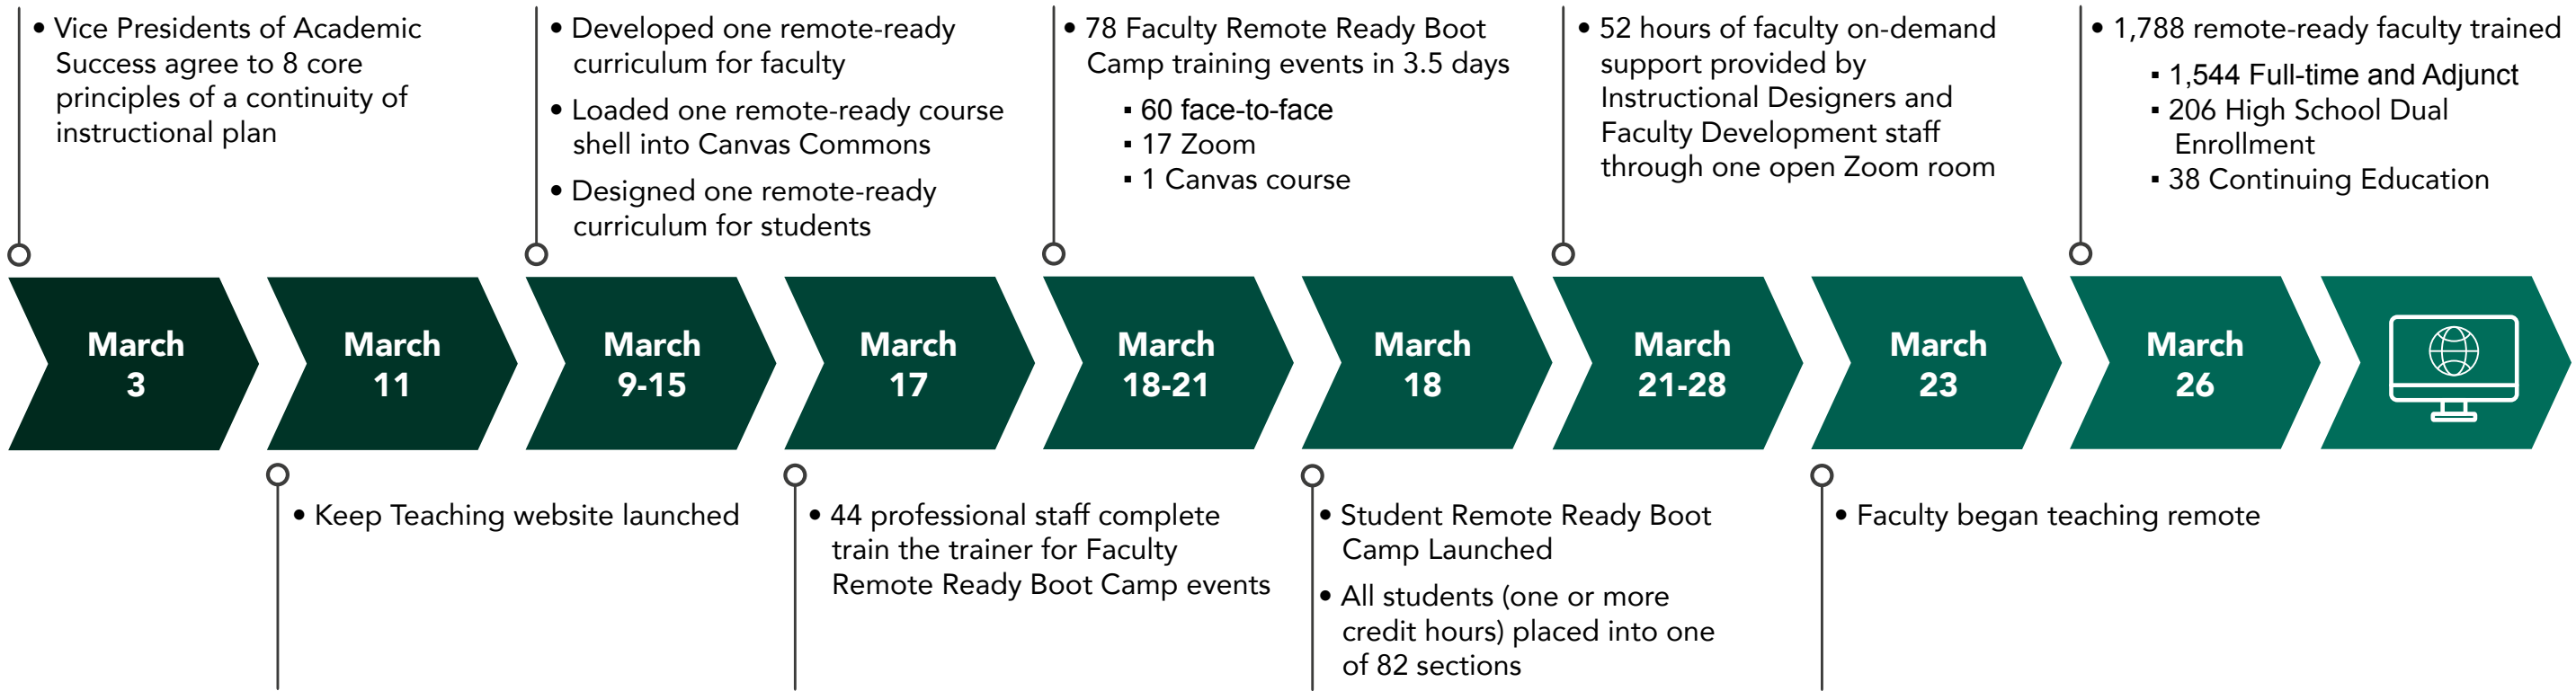 • Vice Presidents of Academic
Success agree to 8 core
principles of a continuity of
instructional plan
• Developed one remote-ready
curriculum for faculty
• Loaded one remote-ready course
shell into Canvas Commons
• Designed one remote-ready
curriculum for students
• 78 Faculty Remote Ready Boot
Camp training events in 3.5 days
▪ 60 face-to-face
▪ 17 Zoom
▪ 1 Canvas course
• 52 hours of faculty on-demand
support provided by
Instructional Designers and
Faculty Development staff
through one open Zoom room
• 1,788 remote-ready faculty trained
▪ 1,544 Full-time and Adjunct
▪ 206 High School Dual
Enrollment
▪ 38 Continuing Education
March
3
March
11
March
9-15
March
17
March
18-21
March
18
March
21-28
March
23
March
26
• Keep Teaching website launched
• 44 professional staff complete
train the trainer for Faculty
Remote Ready Boot Camp events
• Student Remote Ready Boot
Camp Launched
• All students (one or more
credit hours) placed into one
of 82 sections
• Faculty began teaching remote